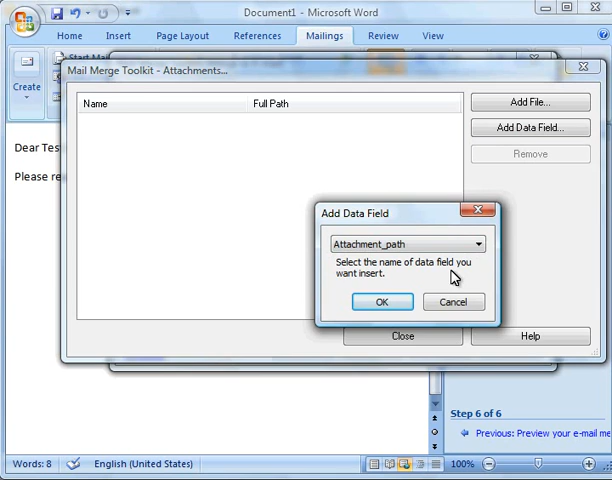 Document1 - Microsoft Word
Home Insert Page Layout References Mailings Review View
Start Mail
Mail Merge Toolkit - Attachments...
Create
Name Full Path
Add File...
Add Data Field...
Remove
Dear Tes
Please re
Add Data Field
Attachment_path
Select the name of data field you
want insert.
OK Cancel
Close Help
Step 6 of 6
Previous: Preview your e-mail me
Words: 8 English (United States) 100%